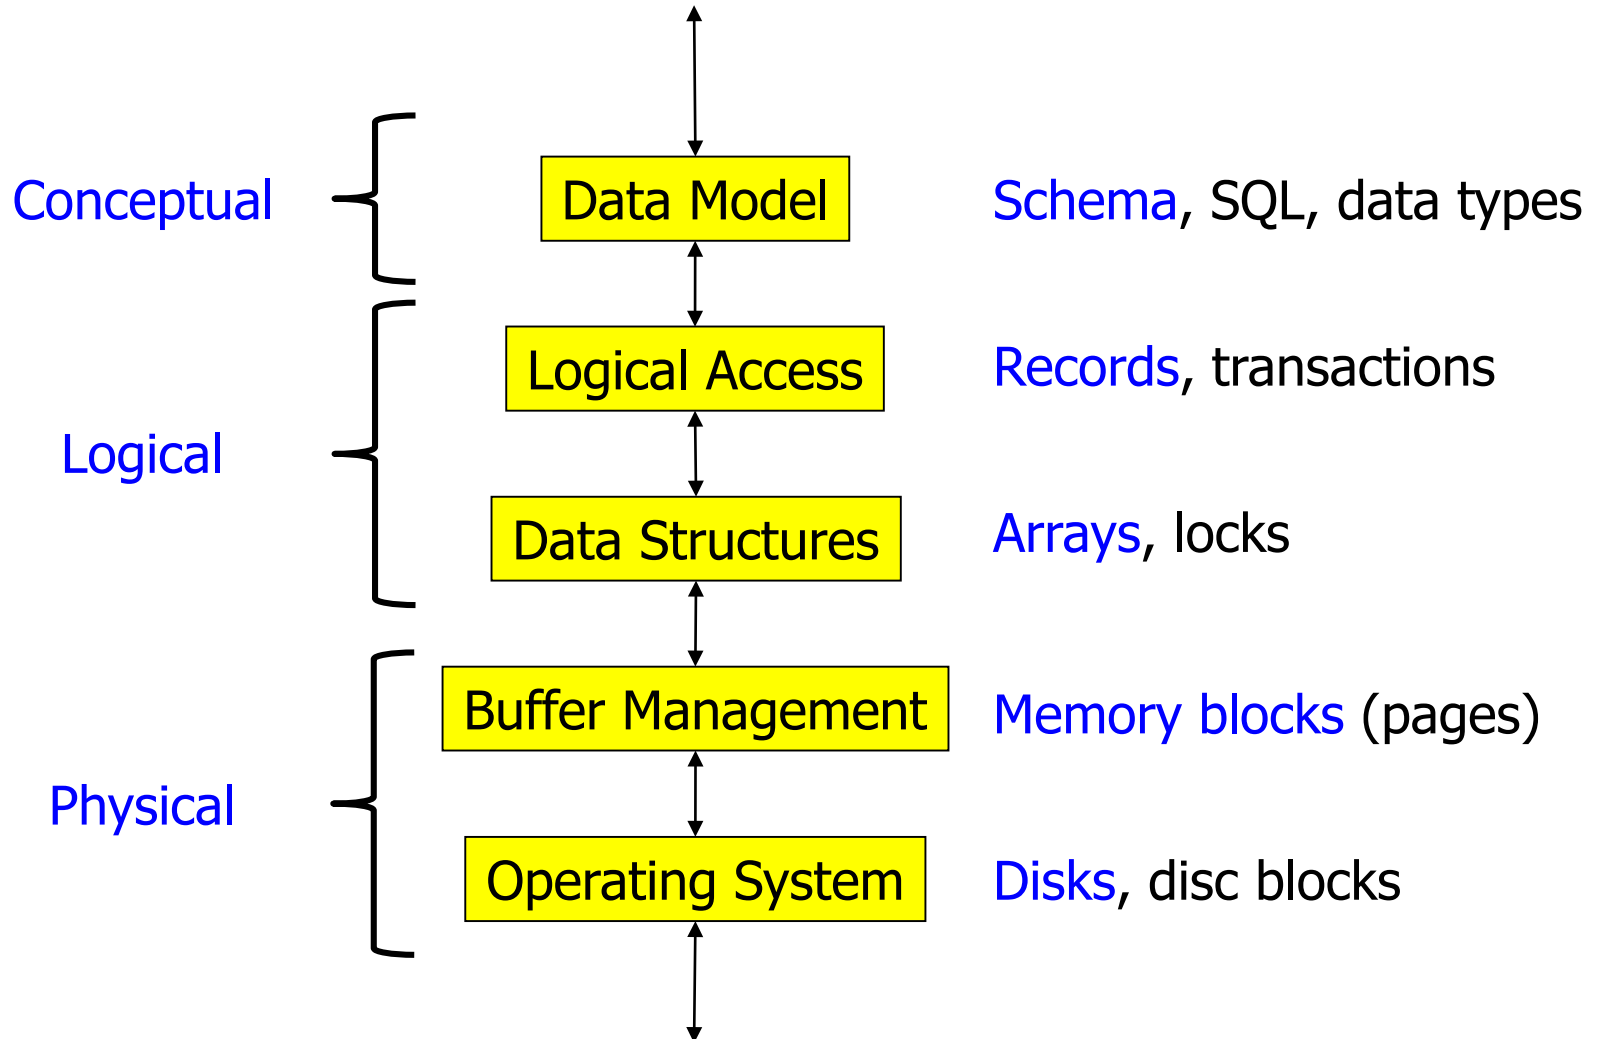 Conceptual
Data Model
Schema, SQL, data types
Logical Access
Records, transactions
Logical
Data Structures
Arrays, locks
Buffer Management
Memory blocks (pages)
Physical
Operating System
Disks, disc blocks